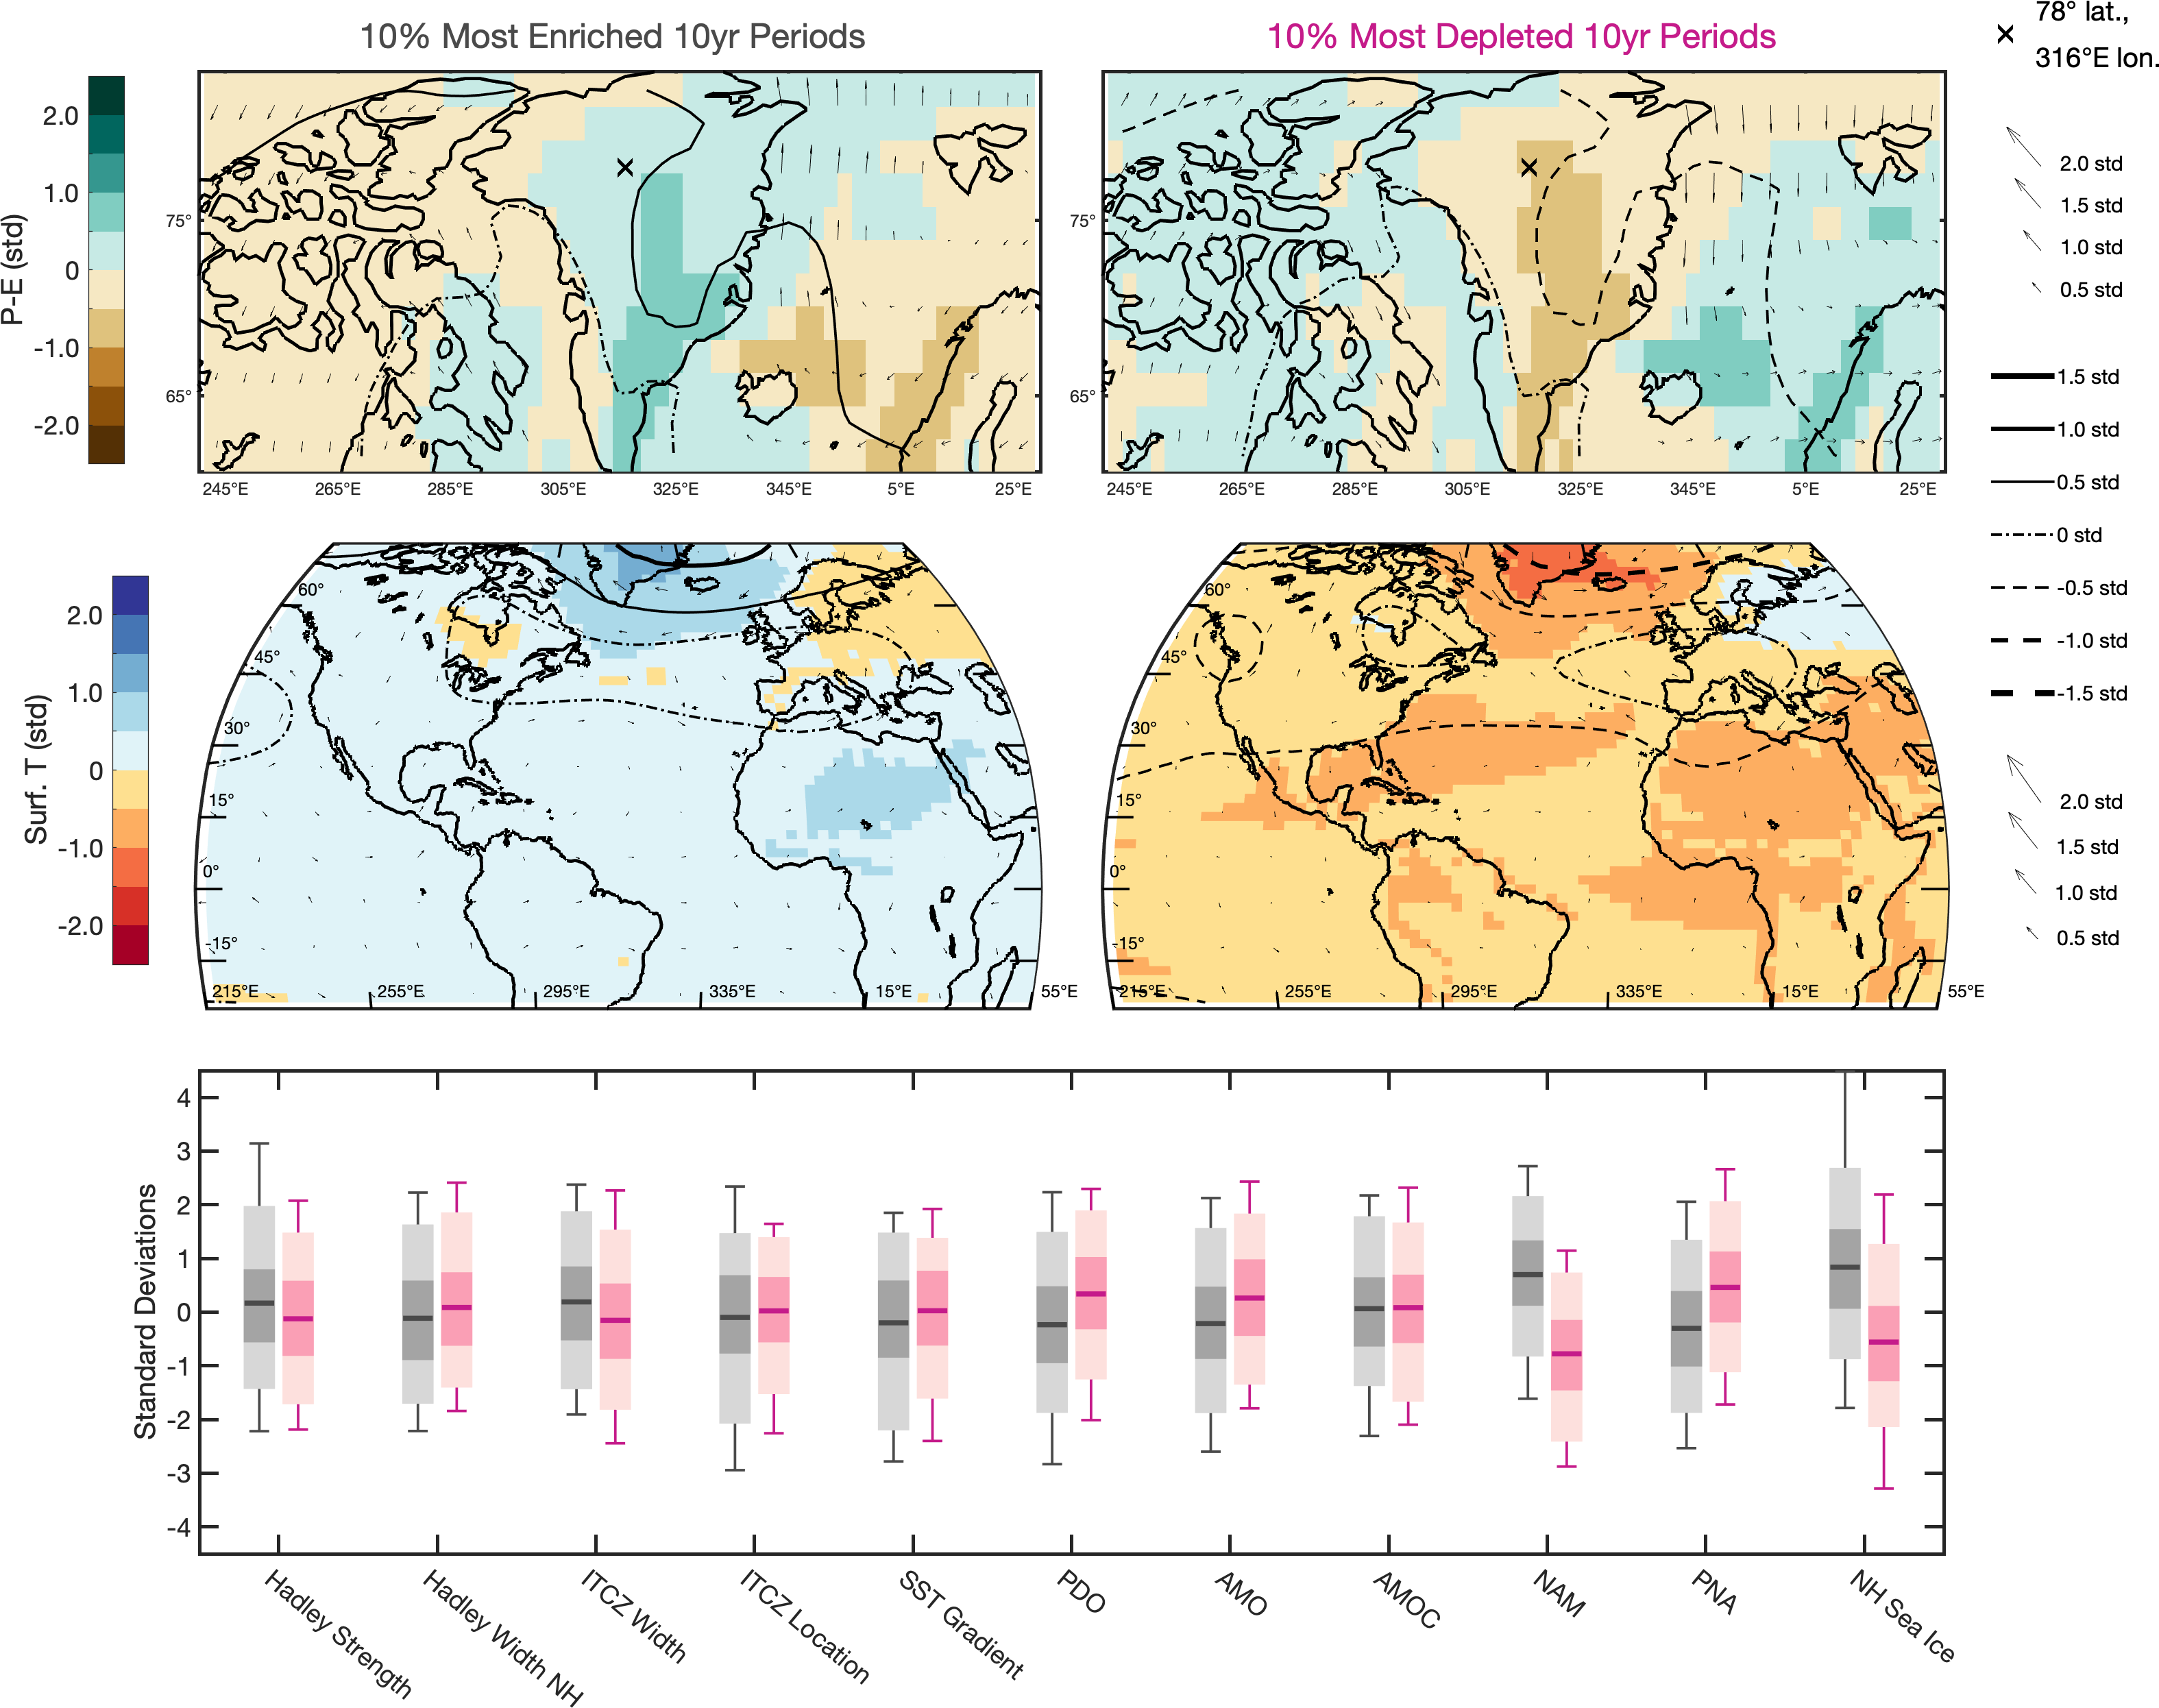 10% Most Enriched 10yr Periods
10% Most Depleted 10yr Periods
78° lat.,
316°E lon.
P-E (std)
2.0
1.0
0
-1.0
-2.0
75°
65°
245°E 265°E 285°E 305°E 325°E 345°E 5°E 25°E
75°
65°
245°E 265°E 285°E 305°E 325°E 345°E 5°E 25°E
2.0 std
1.5 std
1.0 std
0.5 std
1.5 std
1.0 std
0.5 std
0 std
-0.5 std
-1.0 std
-1.5 std
Surf. T (std)
2.0
1.0
0
-1.0
-2.0
60°
45°
30°
15°
0°
-15°
215°E 255°E 295°E 335°E 15°E 55°E
60°
45°
30°
15°
0°
-15°
215°E 255°E 295°E 335°E 15°E 55°E
2.0 std
1.5 std
1.0 std
0.5 std
Standard Deviations
4
3
2
1
0
-1
-2
-3
-4
Hadley Strength
Hadley Width NH
ITCZ Width
ITCZ Location
SST Gradient
PDO
AMO
AMOC
NAM
PNA
NH Sea Ice